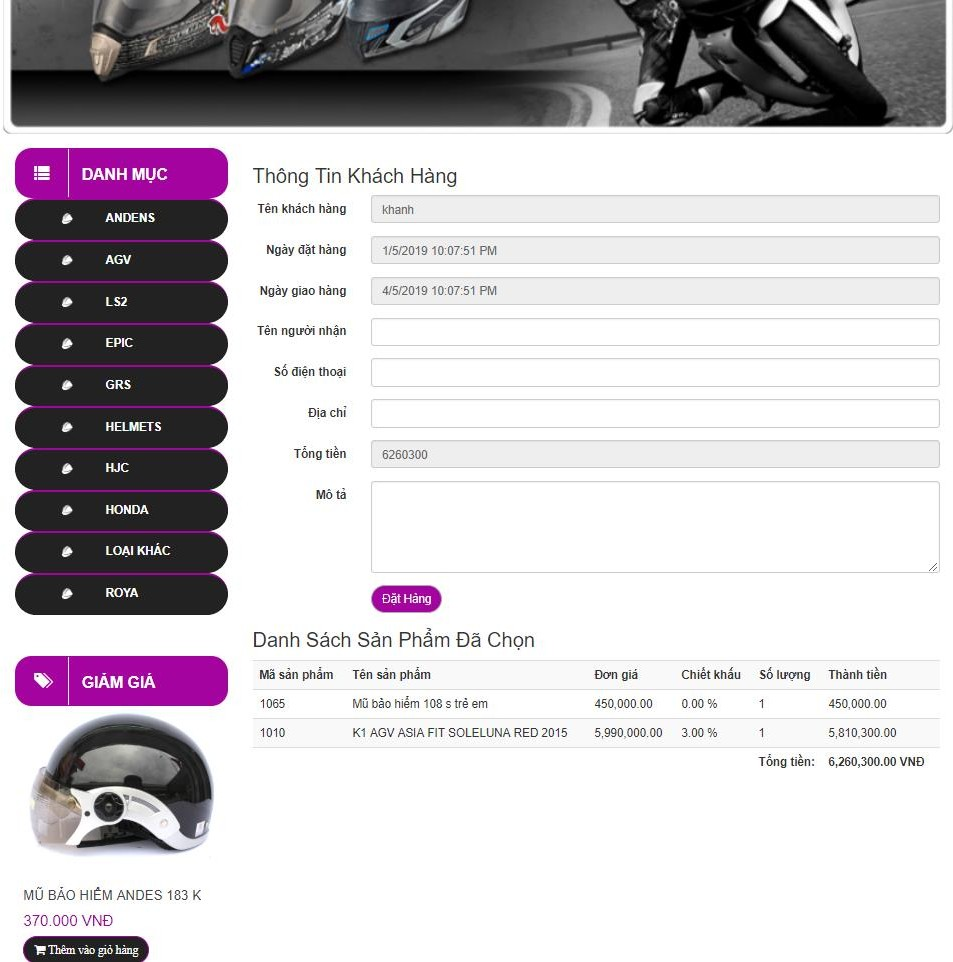 DANH MỤC
ANDENS
AGV
LS2
EPIC
GRS
HELMETS
HJC
HONDA
LOẠI KHÁC
ROYA
GIẢM GIÁ
MŨ BẢO HIỂM ANDES 183 K
370.000 VNĐ
Thêm vào giỏ hàng
Thông Tin Khách Hàng
Tên khách hàng khanh
Ngày đặt hàng 1/5/2019 10:07:51 PM
Ngày giao hàng 4/5/2019 10:07:51 PM
Tên người nhận
Số điện thoại
Địa chỉ
Tổng tiền 6260300
Mô tả
Đặt Hàng
Danh Sách Sản Phẩm Đã Chọn
Mã sản phẩm Tên sản phẩm Đơn giá Chiết khấu Số lượng Thành tiền
1065 Mũ bảo hiểm 108 s trẻ em 450,000.00 0.00 % 1 450,000.00
1010 K1 AGV ASIA FIT SOLELUNA RED 2015 5,990,000.00 3.00 % 1 5,810,300.00
Tổng tiền: 6,260,300.00 VNĐ